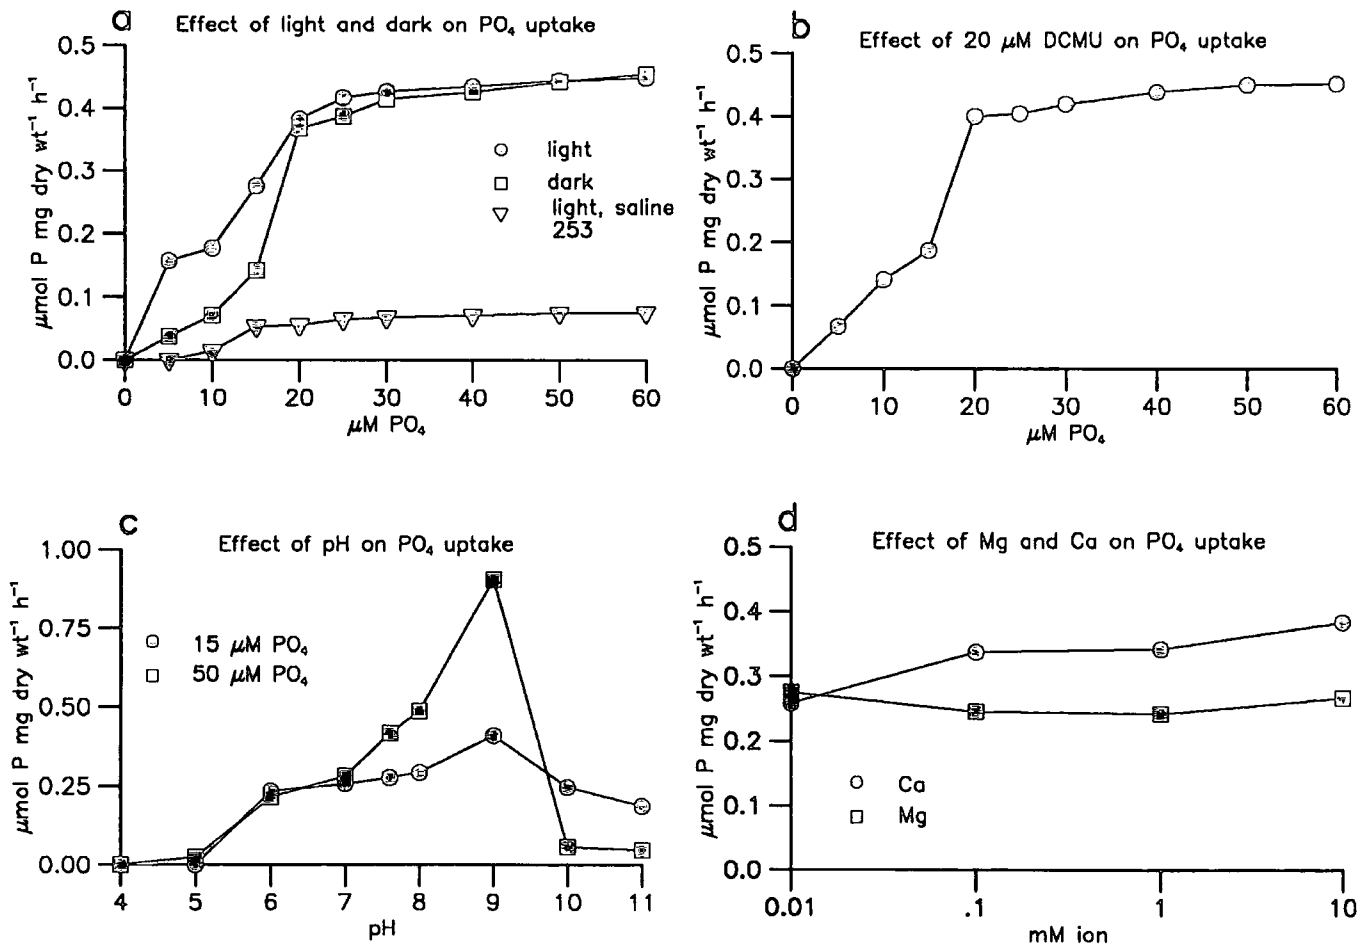 a
Effect of light and dark on PO₄ uptake
μmol P mg dry wt⁻¹ h⁻¹
0.5
0.4
0.3
0.2
0.1
0.0
light
dark
light, saline
253
0 10 20 30 40 50 60
μM PO₄
b
Effect of 20 μM DCMU on PO₄ uptake
μmol P mg dry wt⁻¹ h⁻¹
0.5
0.4
0.3
0.2
0.1
0.0
0 10 20 30 40 50 60
μM PO₄
c
Effect of pH on PO₄ uptake
μmol P mg dry wt⁻¹ h⁻¹
1.00
0.75
0.50
0.25
0.00
15 μM PO₄
50 μM PO₄
4 5 6 7 8 9 10 11
pH
d
Effect of Mg and Ca on PO₄ uptake
μmol P mg dry wt⁻¹ h⁻¹
0.5
0.4
0.3
0.2
0.1
0.0
Ca
Mg
0.01 .1 1 10
mM ion